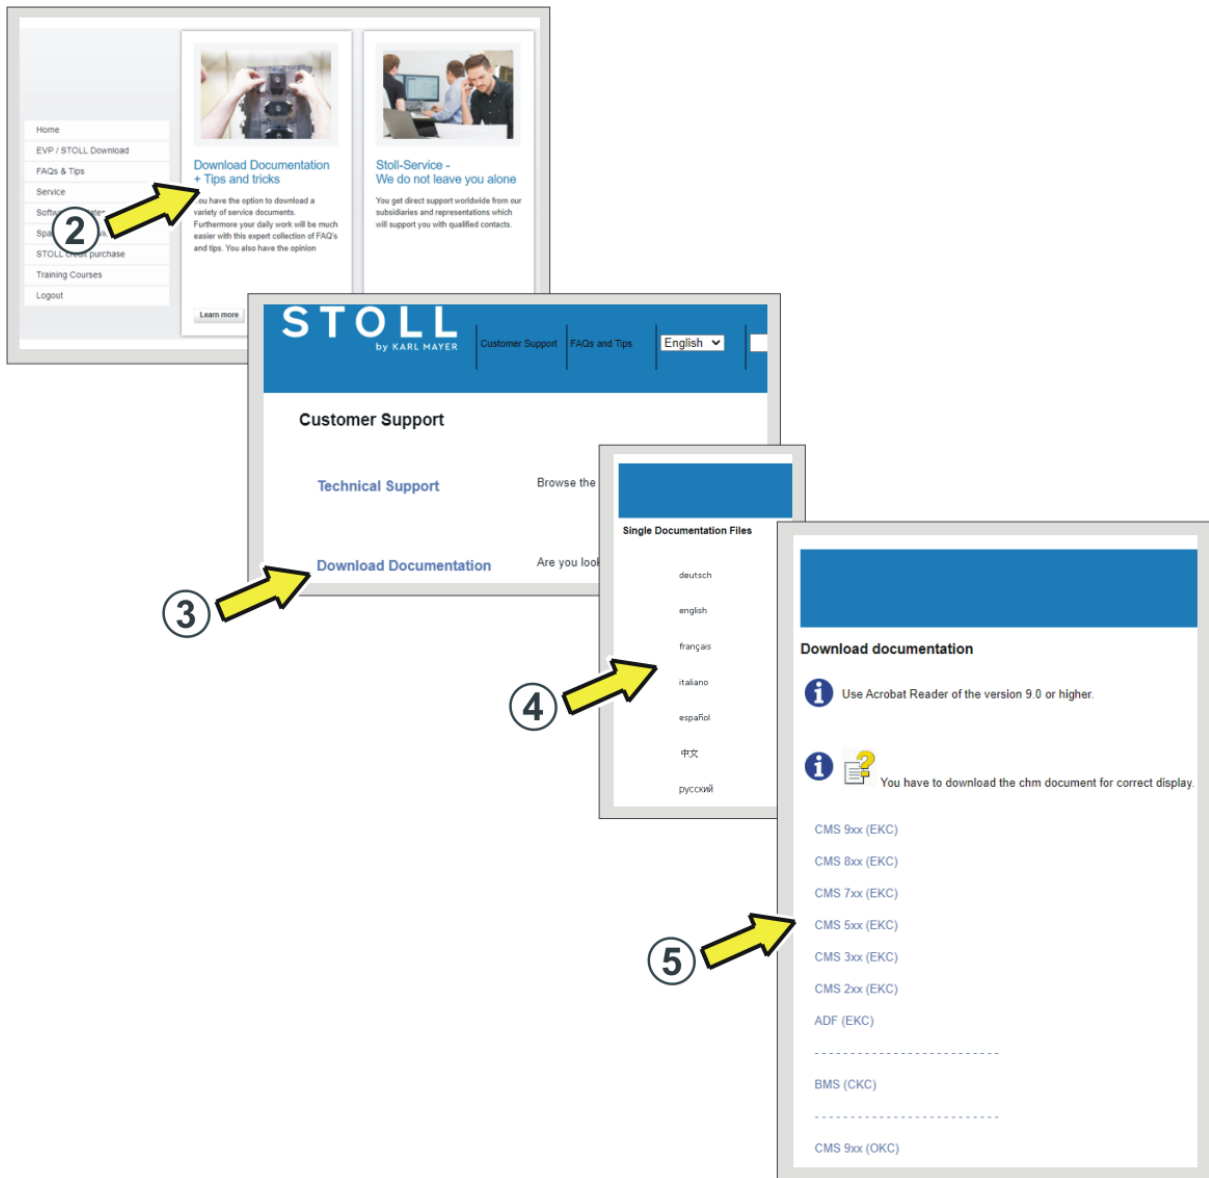 Home
EVP / STOLL Download
FAQs & Tips
Service
STOLL credit purchase
Training Courses
Logout
2
Download Documentation
+ Tips and tricks
You have the option to download a
variety of service documents.
Furthermore your daily work will be much
easier with this expert collection of FAQ's
and tips. You also have the opinion
Learn more
Stoll-Service -
We do not leave you alone
You get direct support worldwide from our
subsidiaries and representations which
will support you with qualified contacts.
STOLL
by KARL MAYER
Customer Support
FAQs and Tips
English
Customer Support
Technical Support
Browse the
Download Documentation
Are you
3
Single Documentation Files
deutsch
english
français
italiano
español
中文
русский
4
Download documentation
Use Acrobat Reader of the version 9.0 or higher.
You have to download the chm document for correct display.
CMS 9xx (EKC)
CMS 8xx (EKC)
CMS 7xx (EKC)
CMS 5xx (EKC)
CMS 3xx (EKC)
CMS 2xx (EKC)
ADF (EKC)
- - - - - - - - - - - - - - - - - - - - - - - - - -
BMS (CKC)
- - - - - - - - - - - - - - - - - - - - - - - - - -
CMS 9xx (OKC)
5